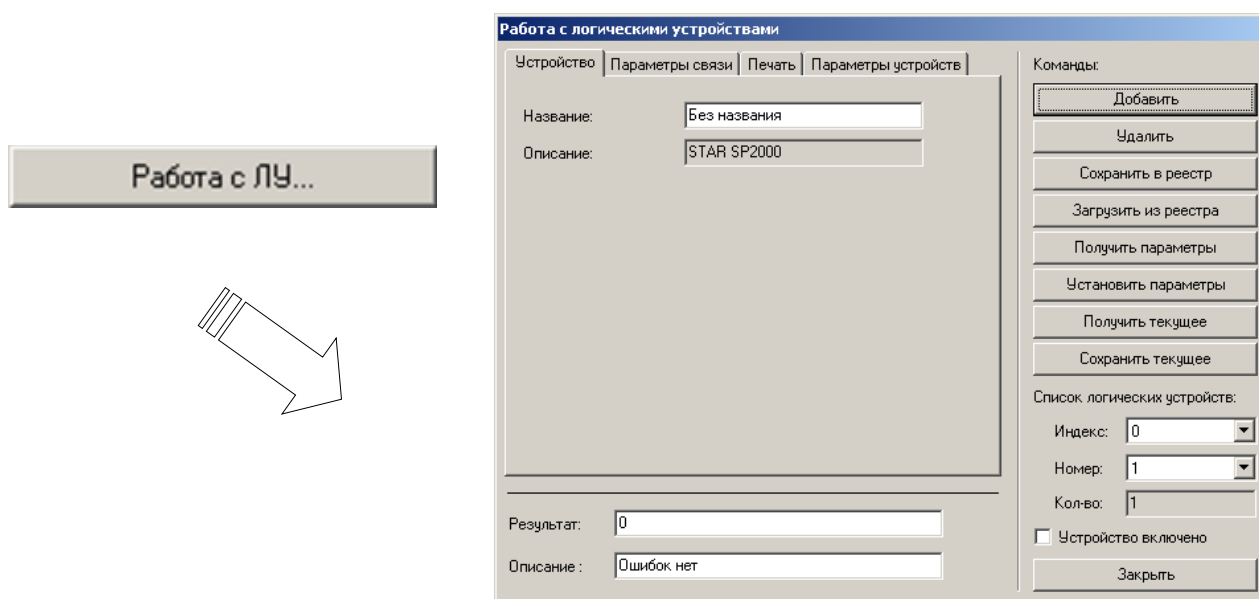 Работа с ЛУ...
Работа с логическими устройствами
Устройство Параметры связи Печать Параметры устройств
Название: Без названия
Описание: STAR SP2000
Результат: 0
Описание : Ошибок нет
Команды:
Добавить
Удалить
Сохранить в реестр
Загрузить из реестра
Получить параметры
Установить параметры
Получить текущее
Сохранить текущее
Список логических устройств:
Индекс: 0
Номер: 1
Кол-во: 1
Устройство включено
Закрыть